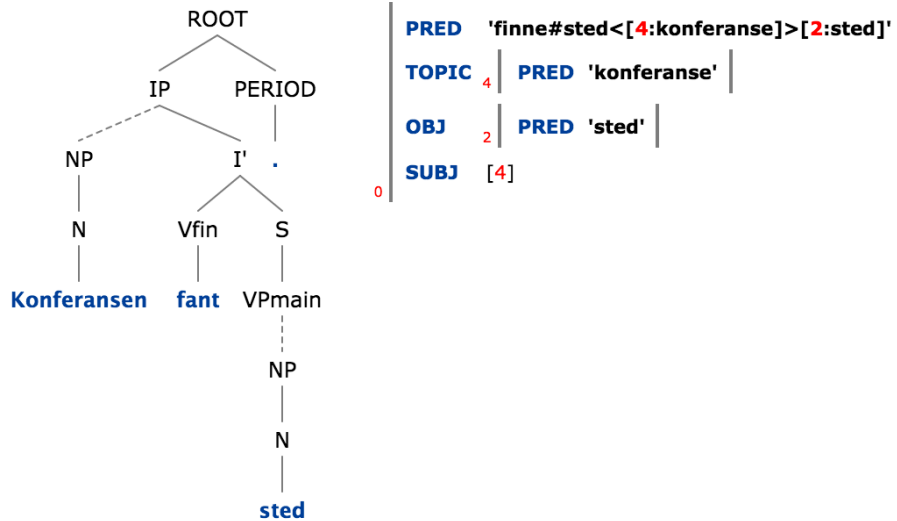 ROOT
IP PERIOD
NP I' .
N Vfin S
Konferansen fant VPmain
NP
N
sted
PRED 'finne#sted<[4:konferanse]>[2:sted]'
TOPIC 4 PRED 'konferanse'
OBJ 2 PRED 'sted'
SUBJ [4]
0